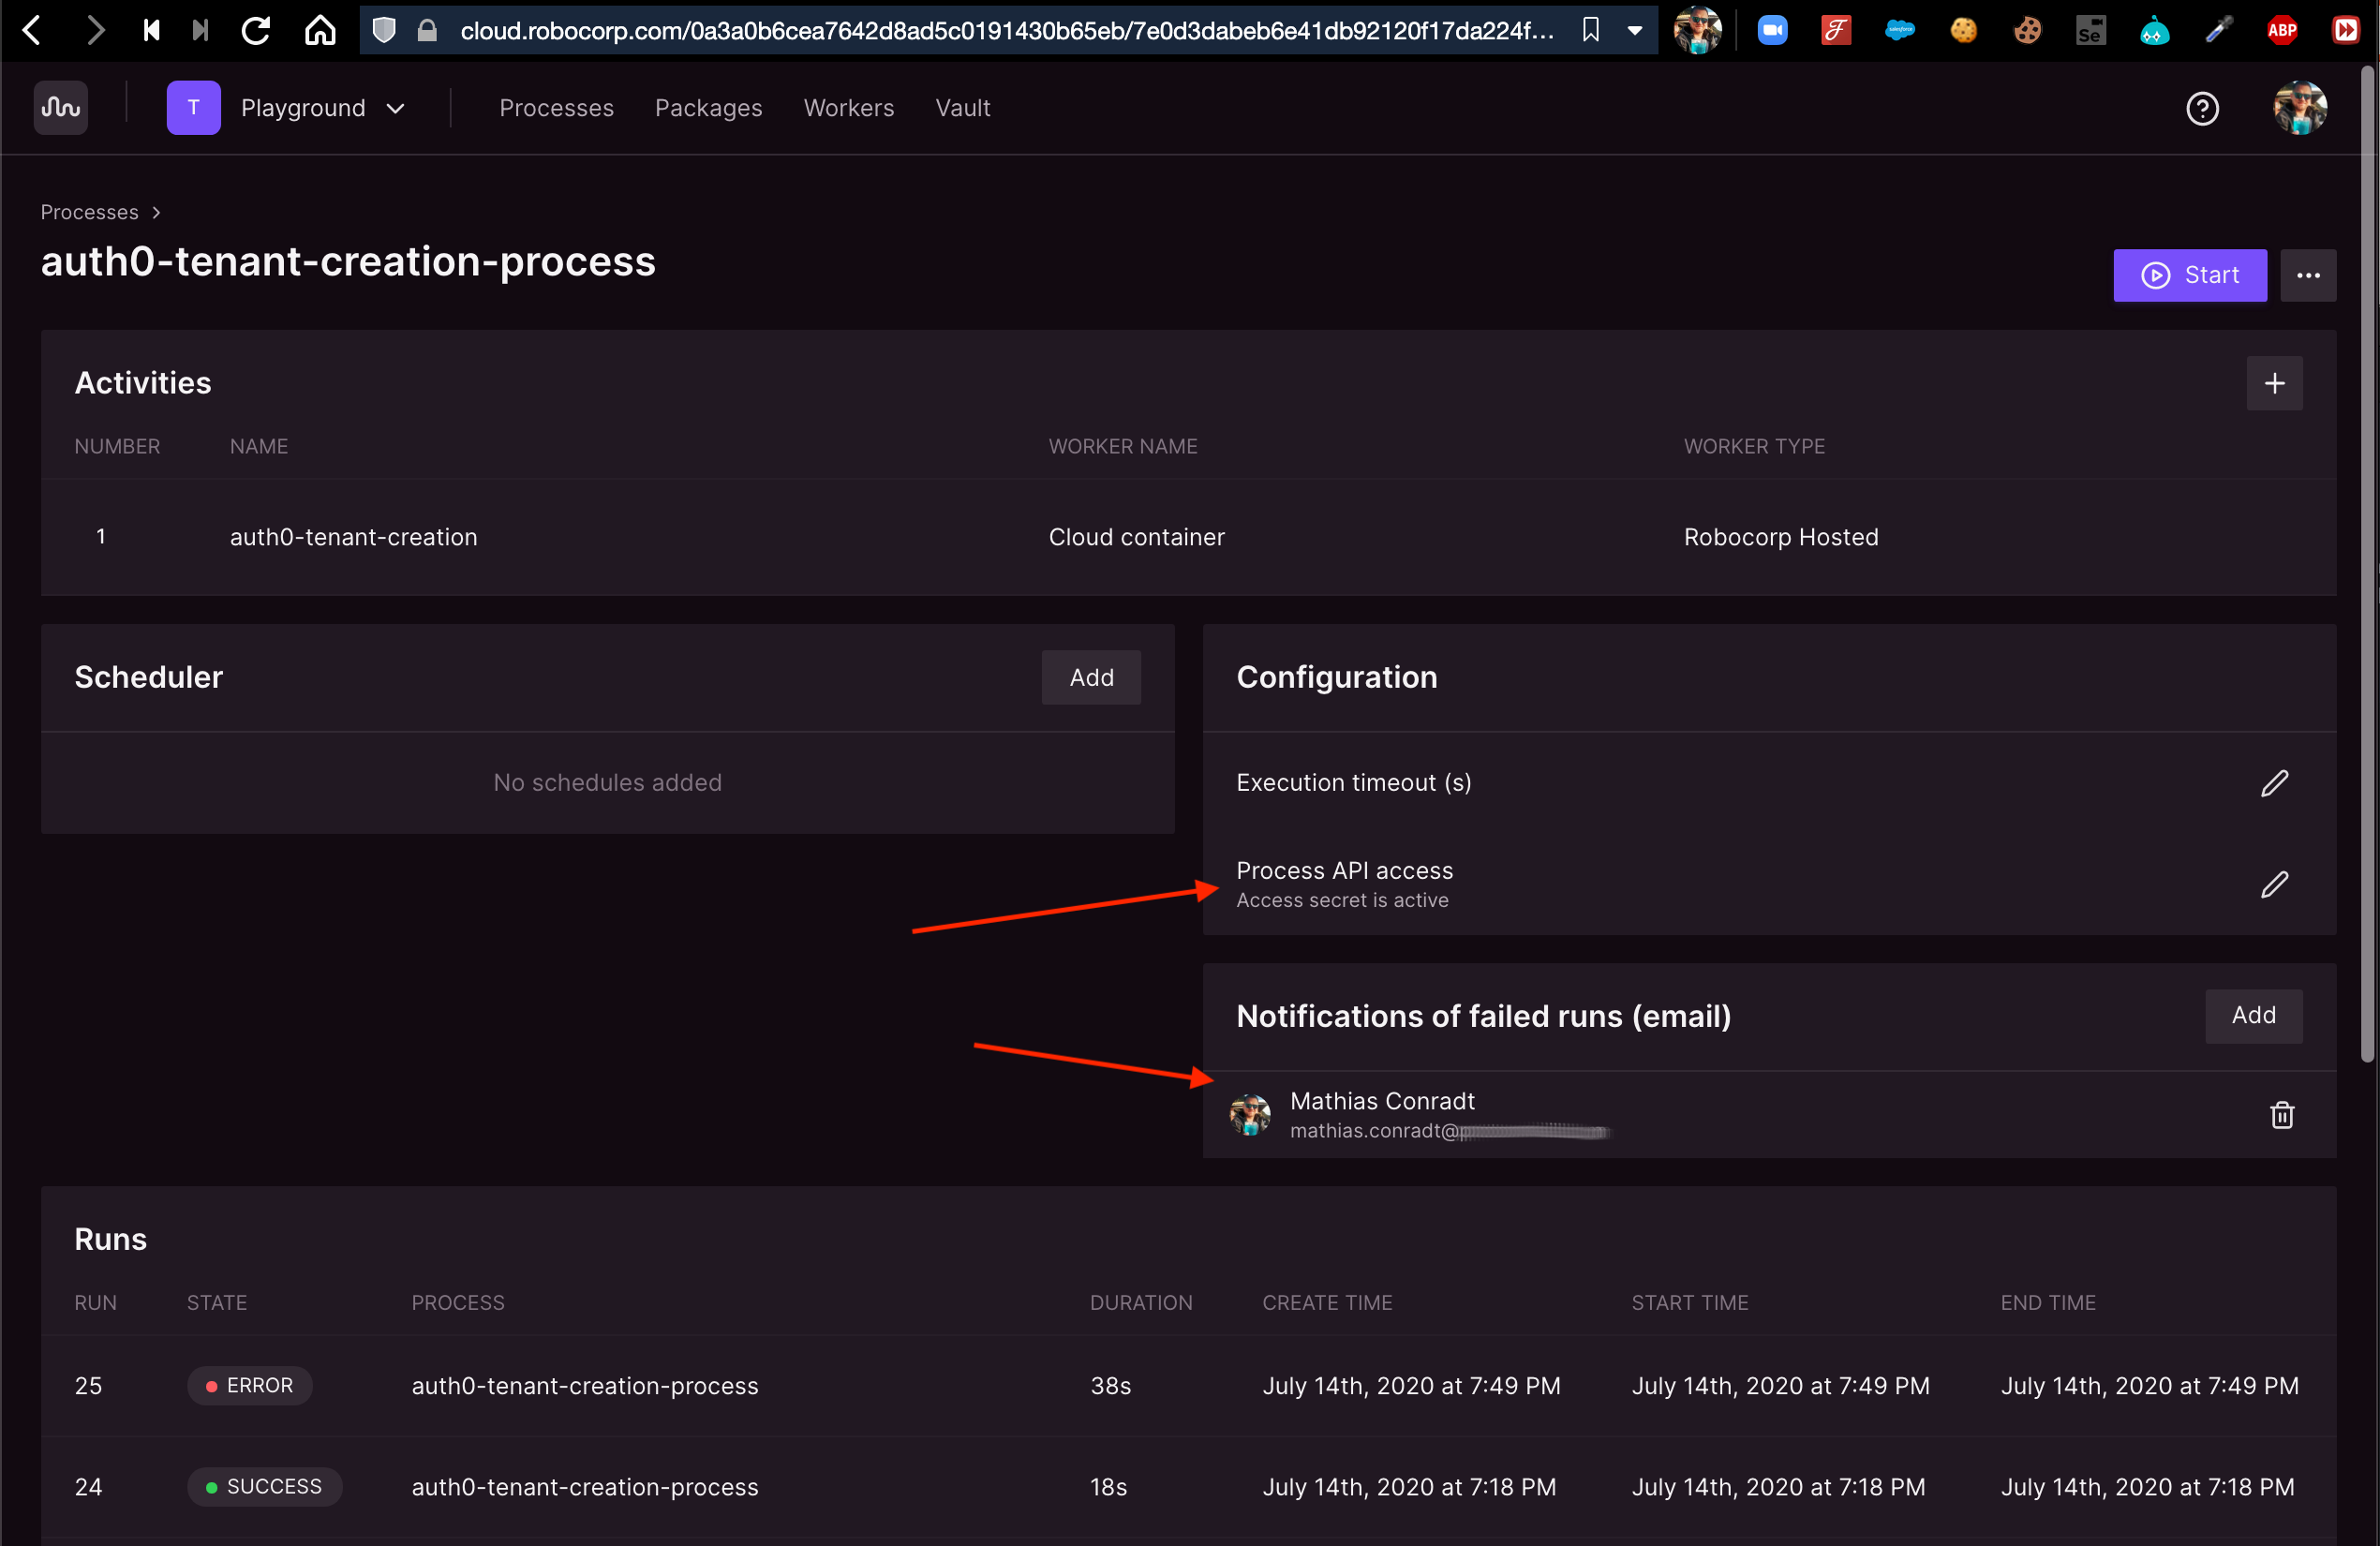 cloud.robocorp.com/0a3a0b6cea7642d8ad5c0191430b65eb/7e0d3dabeb6e41db92120f17da224f...
salesforce
Se
ABP
T
Playground
Processes
Packages
Workers
Vault
Processes
auth0-tenant-creation-process
Start
Activities
NUMBER NAME WORKER NAME WORKER TYPE
1 auth0-tenant-creation Cloud container Robocorp Hosted
Scheduler
Add
No schedules added
Configuration
Execution timeout (s)
Process API access
Access secret is active
Notifications of failed runs (email)
Add
Mathias Conradt
mathias.conradt@
Runs
RUN STATE PROCESS DURATION CREATE TIME START TIME END TIME
25 ERROR auth0-tenant-creation-process 38s July 14th, 2020 at 7:49 PM July 14th, 2020 at 7:49 PM July 14th, 2020 at 7:49 PM
24 SUCCESS auth0-tenant-creation-process 18s July 14th, 2020 at 7:18 PM July 14th, 2020 at 7:18 PM July 14th, 2020 at 7:18 PM